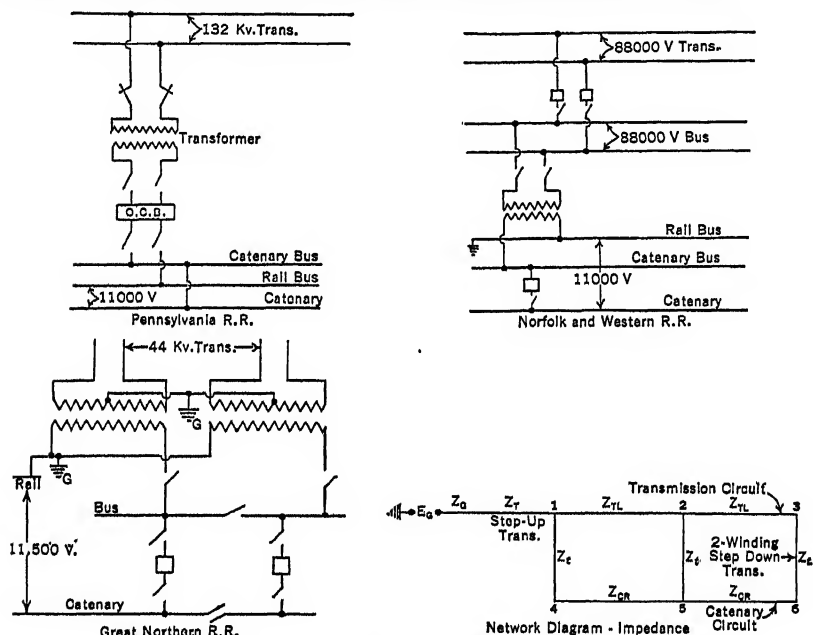 132 Kv.Trans.
Transformer
O.C.B.
Catenary Bus
Rail Bus
11000 V
Catonary
Pennsylvania R.R.
88000 V Trans.
88000 V Bus
Rail Bus
Catenary Bus
11000 V
Catenary
Norfolk and Western R.R.
44 Kv.Trans.
G
G
Rail
Bus
11,500 V.
Catenary
Great Northern R.R.
Transmission Circuit
E_G Z_G Z_T 1 Z_TL 2 Z_TL 3
Step-Up
Trans.
2-Winding
Step Down
Trans.
Z_t Z_t Z_t
Z_CR Z_CR
4 5 6
Catenary
Circuit
Network Diagram - Impedance